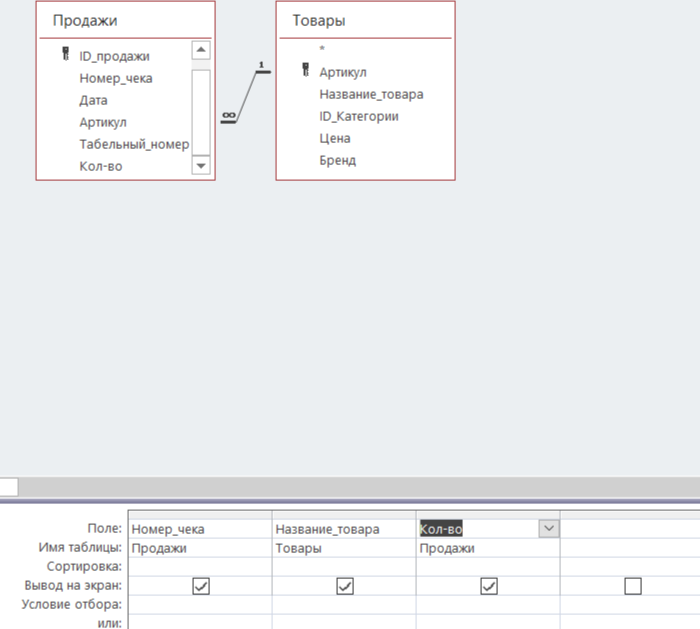 Продажи
ID_продажи
Номер_чека
Дата
Артикул
Табельный_номер
Кол-во
∞
1
Товары
*
Артикул
Название_товара
ID_Категории
Цена
Бренд
Поле: Номер_чека Название_товара Кол-во
Имя таблицы: Продажи Товары Продажи
Сортировка:
Вывод на экран:
Условие отбора:
или: